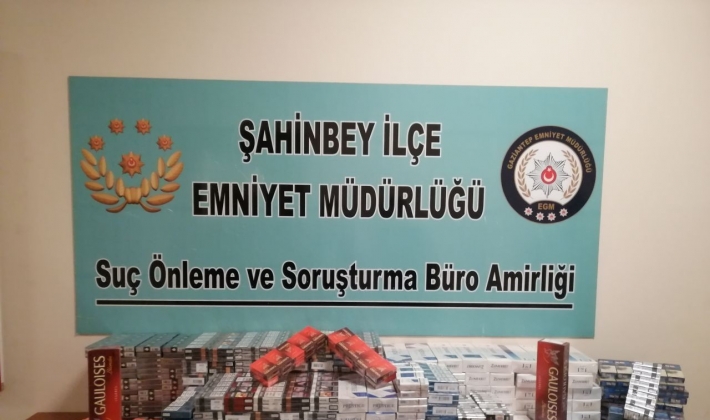 ŞAHİNBEY İLÇE
EMNİYET MÜDÜRLÜĞÜ
Suç Önleme ve Soruşturma Büro Amirliği
GAZİANTEP EMNİYET MÜDÜRLÜĞÜ
EGM
GAULOISES
GAULOISES